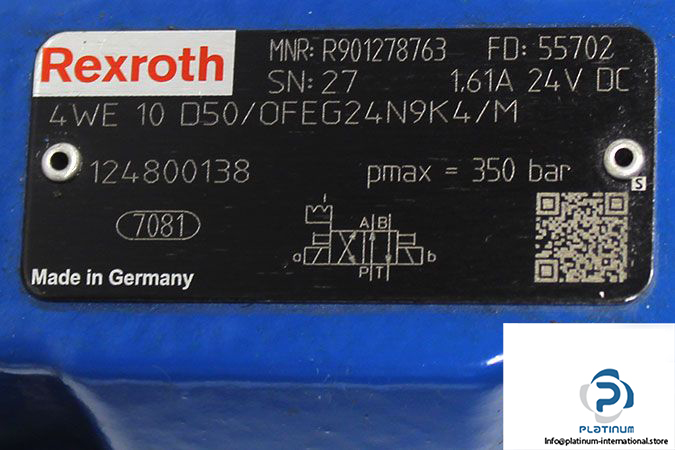 Rexroth
MNR: R901278763 FD: 55702
SN: 27 1.61A 24V DC
4WE 10 D50/OFEG24N9K4/M
124800138 pmax = 350 bar
S
7081
A B
a b
P T
Made in Germany
P
PLATINUM
Info@platinum-international.store